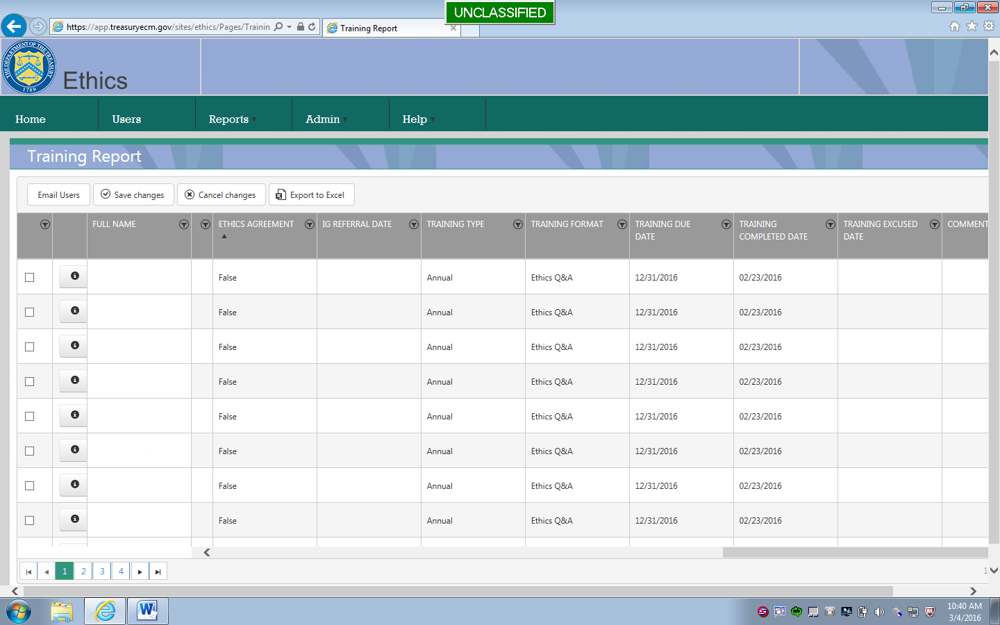 UNCLASSIFIED
https://app.treasuryecm.gov/sites/ethics/Pages/Trainin
Training Report
THE DEPARTMENT OF THE TREASURY
1789
Ethics
Home Users Reports Admin Help
Training Report
Email Users Save changes Cancel changes Export to Excel
FULL NAME ETHICS AGREEMENT IG REFERRAL DATE TRAINING TYPE TRAINING FORMAT TRAINING DUE TRAINING TRAINING EXCUSED COMMENT
DATE COMPLETED DATE DATE
False Annual Ethics Q&A 12/31/2016 02/23/2016
False Annual Ethics Q&A 12/31/2016 02/23/2016
False Annual Ethics Q&A 12/31/2016 02/23/2016
False Annual Ethics Q&A 12/31/2016 02/23/2016
False Annual Ethics Q&A 12/31/2016 02/23/2016
False Annual Ethics Q&A 12/31/2016 02/23/2016
False Annual Ethics Q&A 12/31/2016 02/23/2016
False Annual Ethics Q&A 12/31/2016 02/23/2016
1 2 3 4 1
10:40 AM
3/4/2016